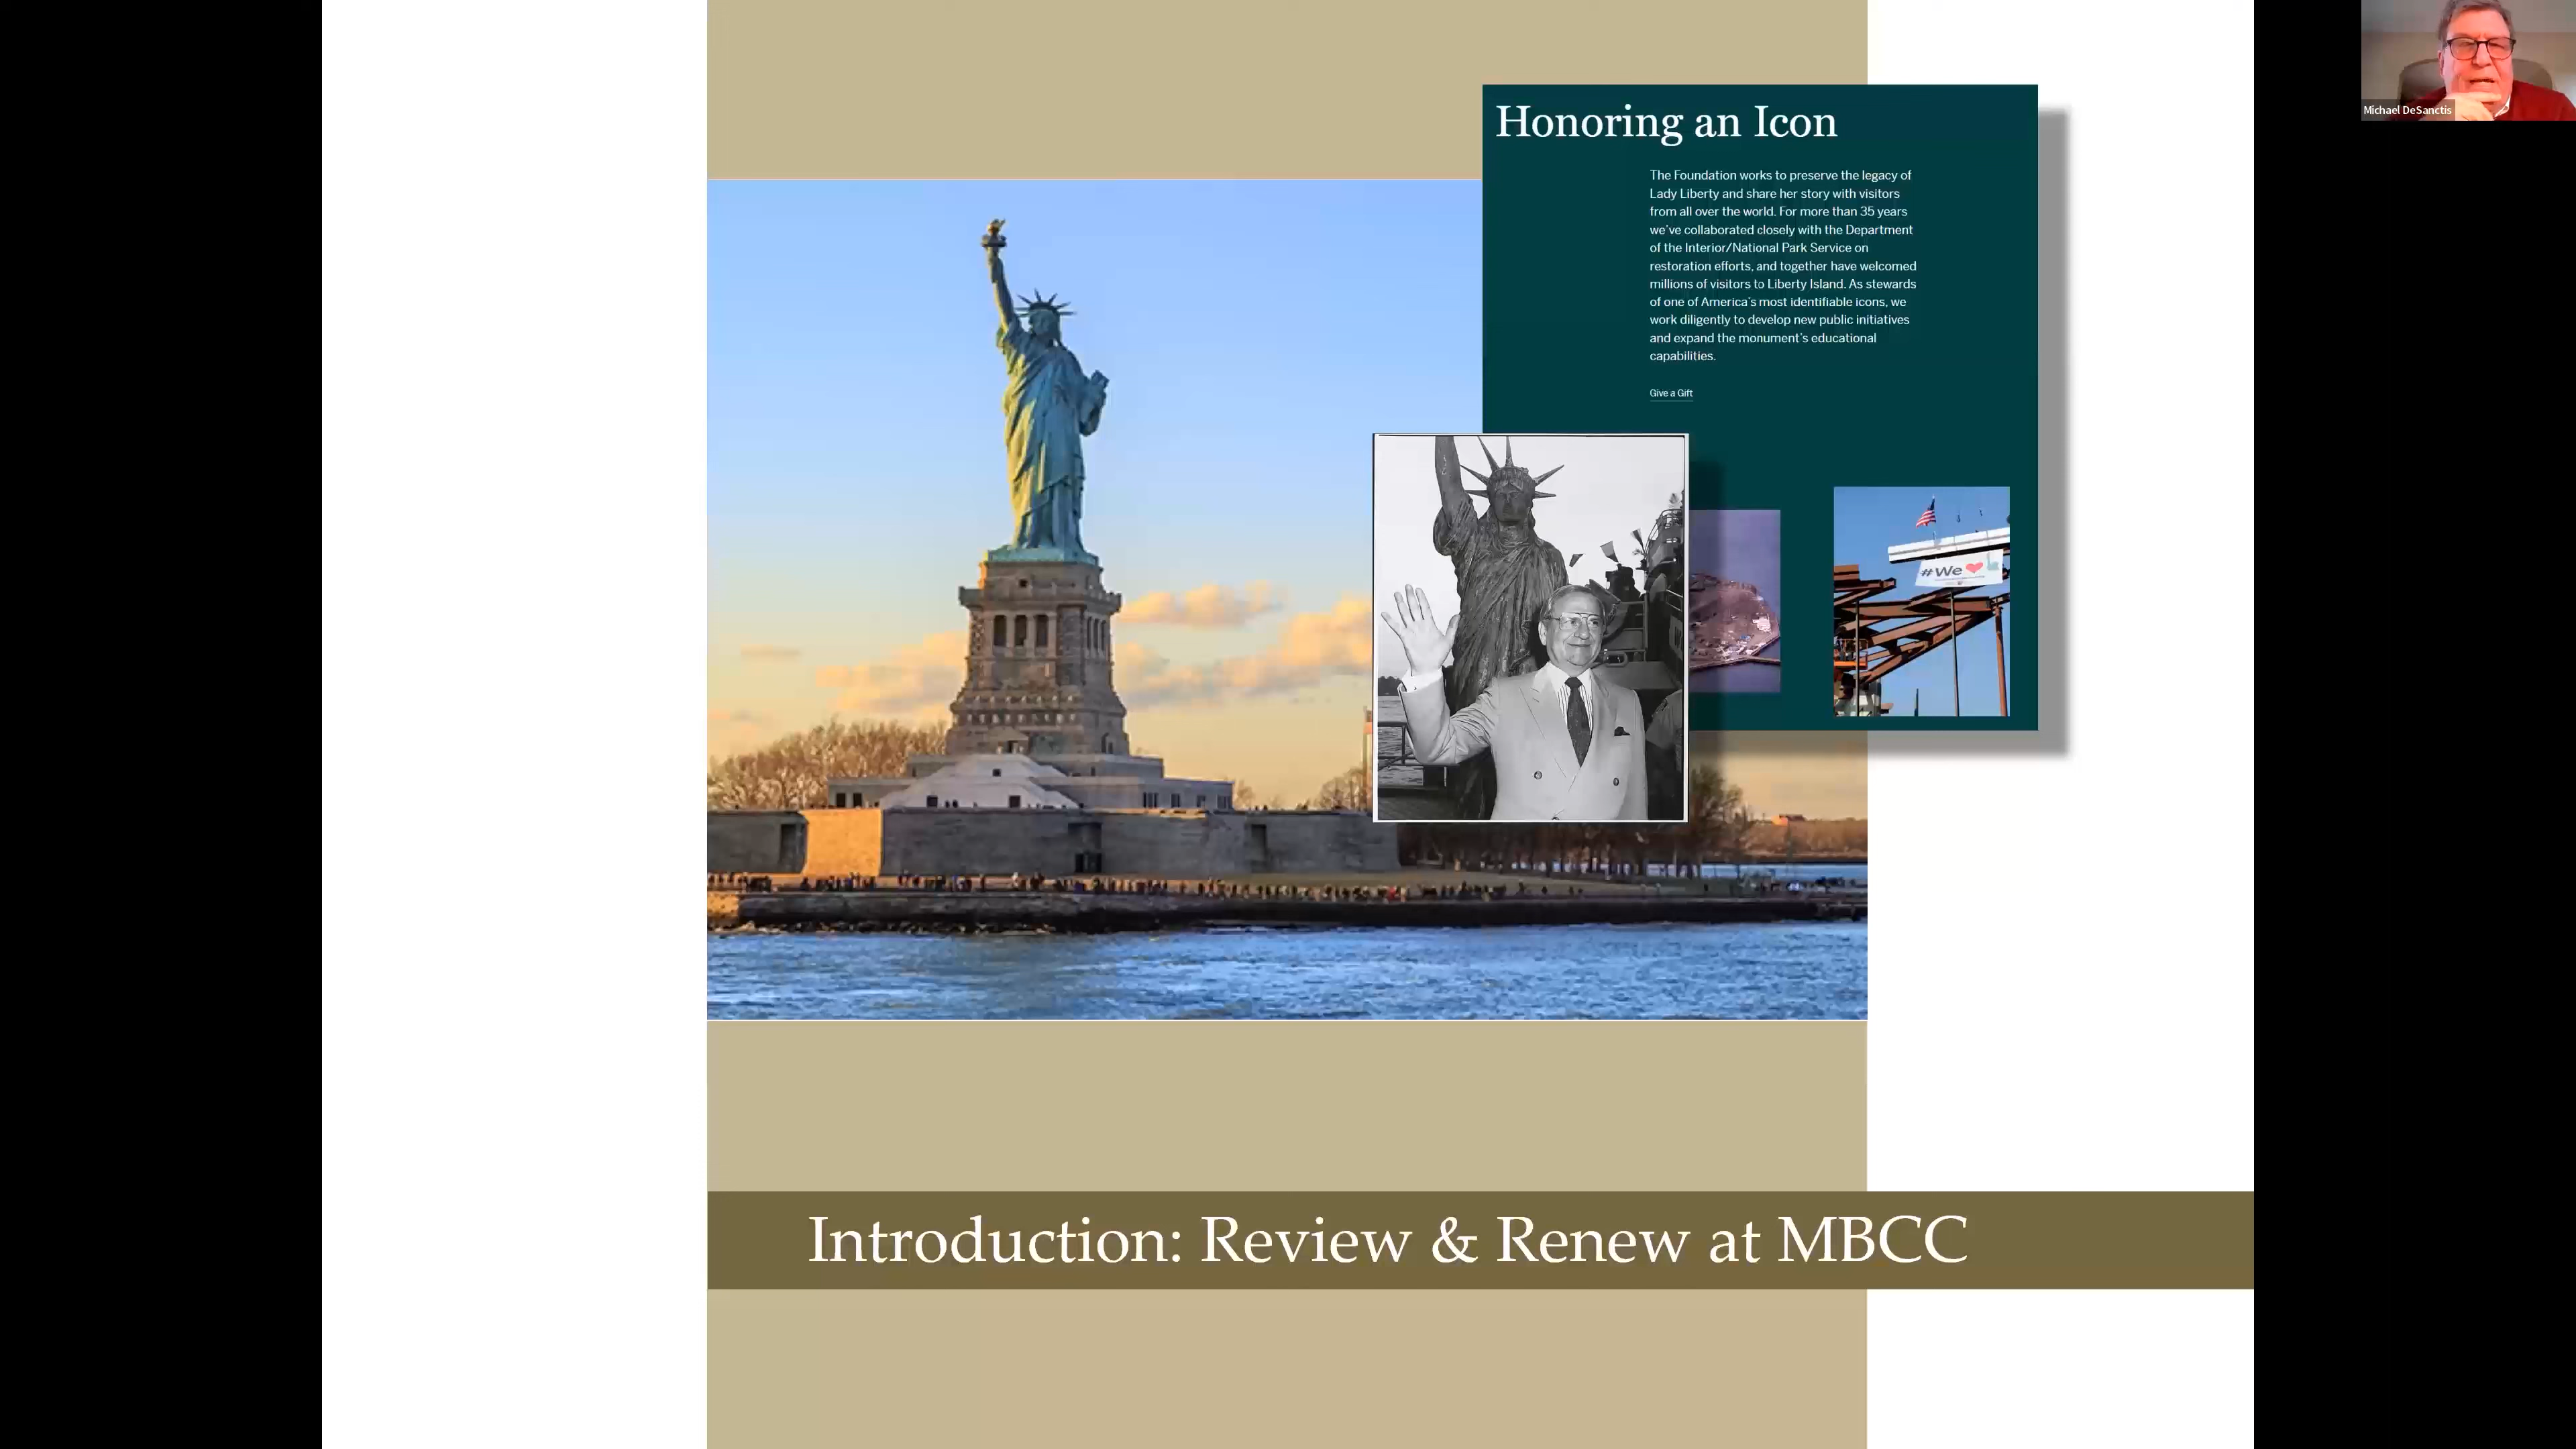 Honoring an Icon
The Foundation works to preserve the legacy of
Lady Liberty and share her story with visitors
from all over the world. For more than 35 years
we've collaborated closely with the Department
of the Interior/National Park Service on
restoration efforts, and together have welcomed
millions of visitors to Liberty Island. As stewards
of one of America's most identifiable icons, we
work diligently to develop new public initiatives
and expand the monument's educational
capabilities.
Give a Gift
#We
Introduction: Review & Renew at MBCC
Michael DeSanctis